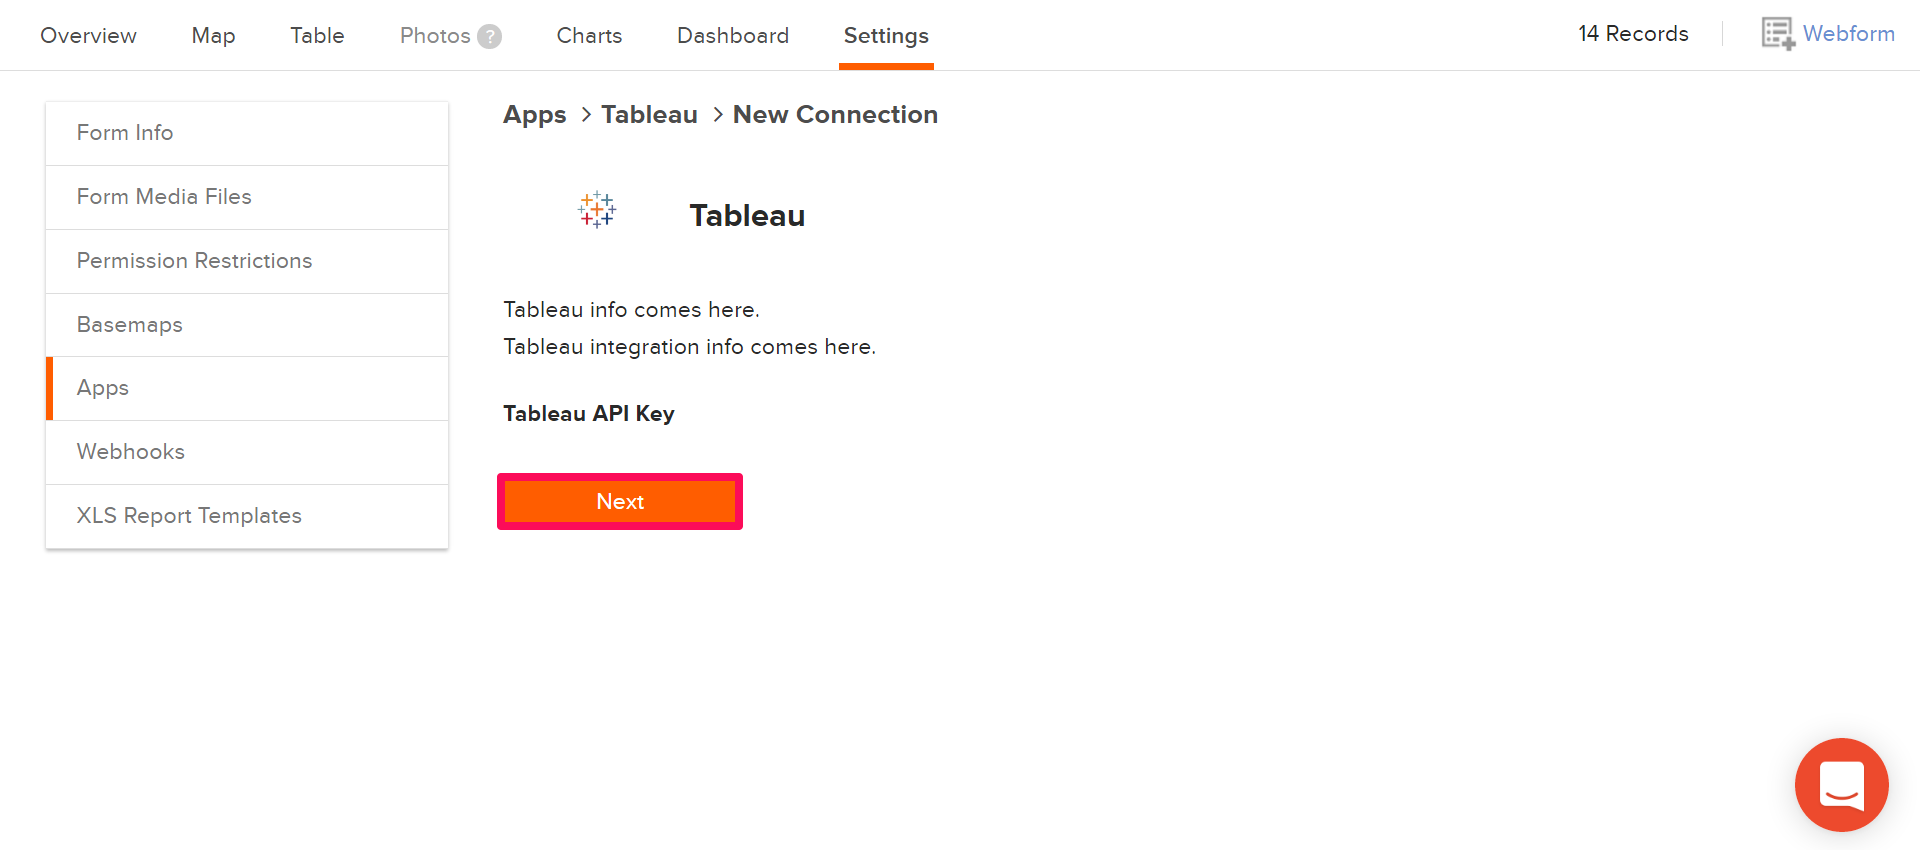 Overview Map Table Photos ? Charts Dashboard Settings 14 Records Webform
Form Info
Form Media Files
Permission Restrictions
Basemaps
Apps
Webhooks
XLS Report Templates
Apps > Tableau > New Connection
Tableau
Tableau info comes here.
Tableau integration info comes here.
Tableau API Key
Next